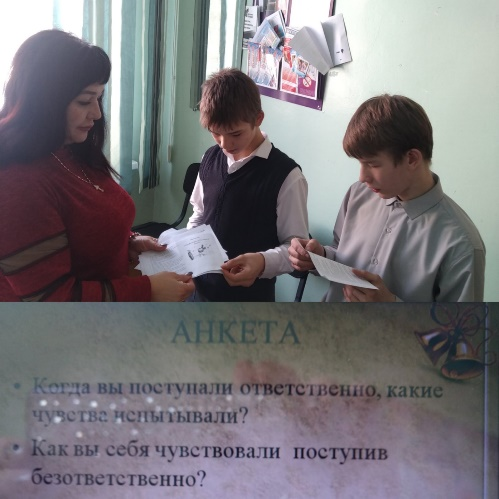 АНКЕТА
• Когда вы поступали ответственно, какие
чувства испытывали?
• Как вы себя чувствовали поступив
безответственно?